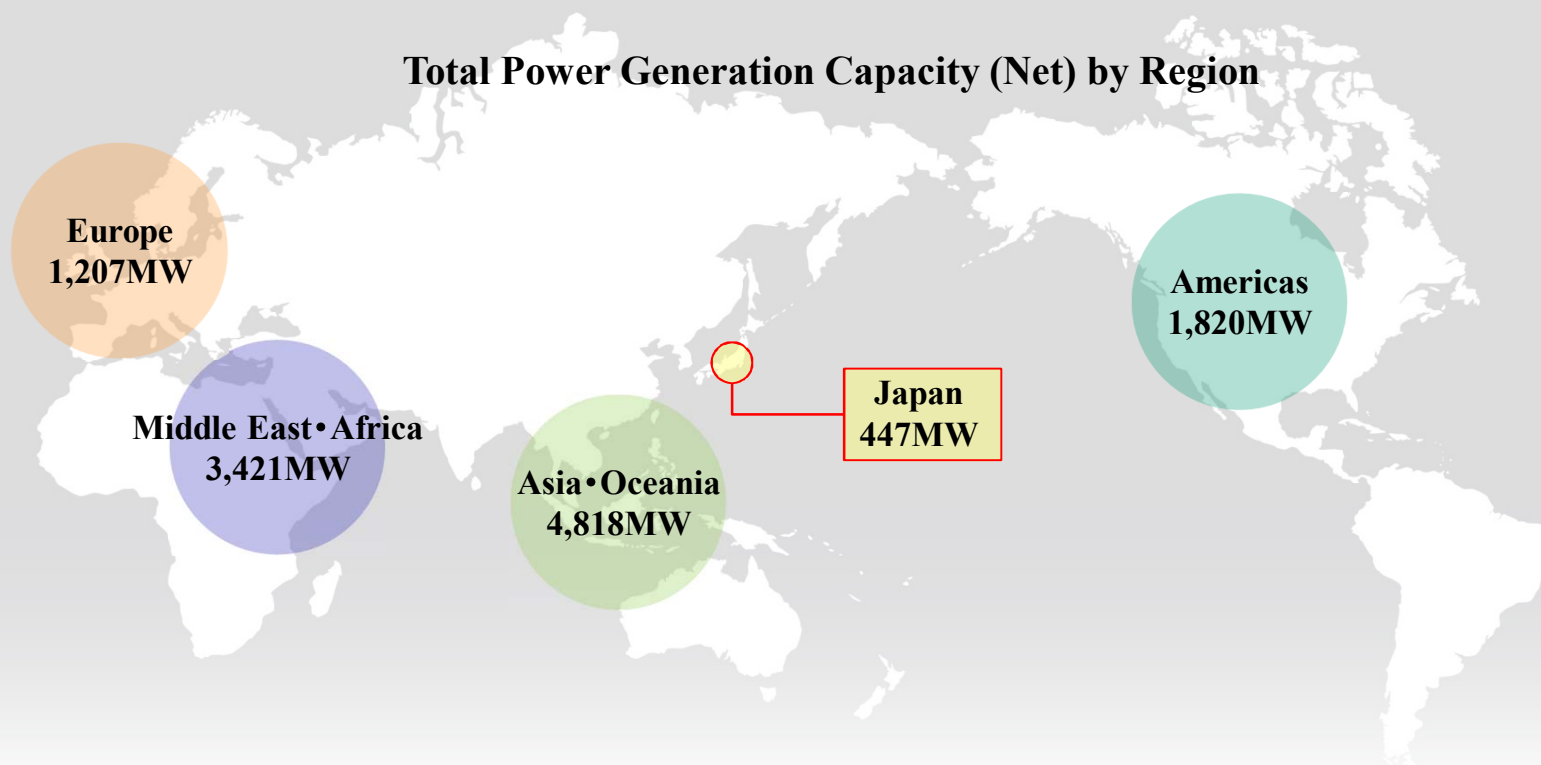 Total Power Generation Capacity (Net) by Region
Europe
1,207MW
Americas
1,820MW
Japan
447MW
Middle East•Africa
3,421MW
Asia•Oceania
4,818MW